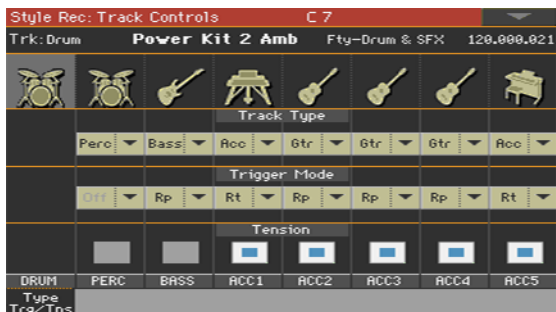 Style Rec: Track Controls C 7
Trk:Drum Power Kit 2 Amb Fty-Drum & SFX 120.000.021
Track Type
Perc Bass Acc Gtr Gtr Gtr Acc
Trigger Mode
Off Rp Rt Rp Rp Rp Rt
Tension
DRUM PERC BASS ACC1 ACC2 ACC3 ACC4 ACC5
Type
Trg/Tns